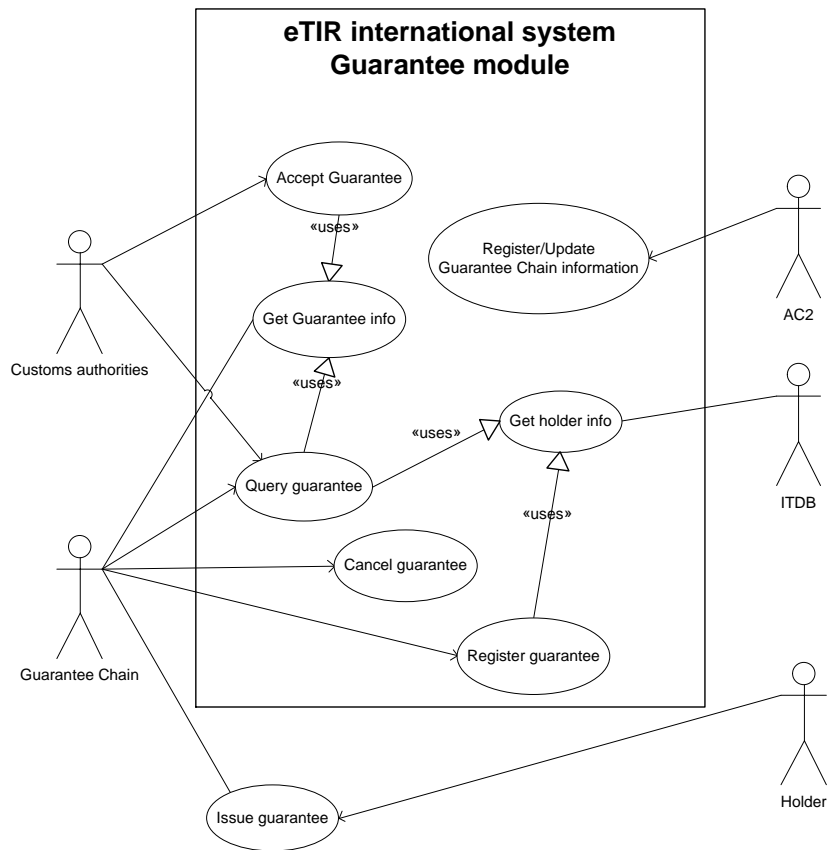 eTIR international system
Guarantee module
Accept Guarantee
«uses»
Register/Update
Guarantee Chain information
AC2
Get Guarantee info
Customs authorities
«uses»
Get holder info
«uses»
Query guarantee
ITDB
«uses»
Cancel guarantee
Register guarantee
Guarantee Chain
Issue guarantee
Holder